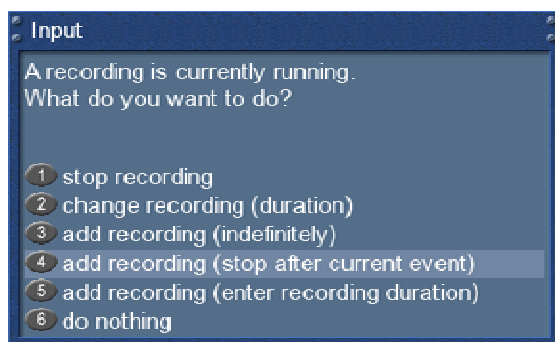 Input
A recording is currently running.
What do you want to do?
1 stop recording
2 change recording (duration)
3 add recording (indefinitely)
4 add recording (stop after current event)
5 add recording (enter recording duration)
6 do nothing